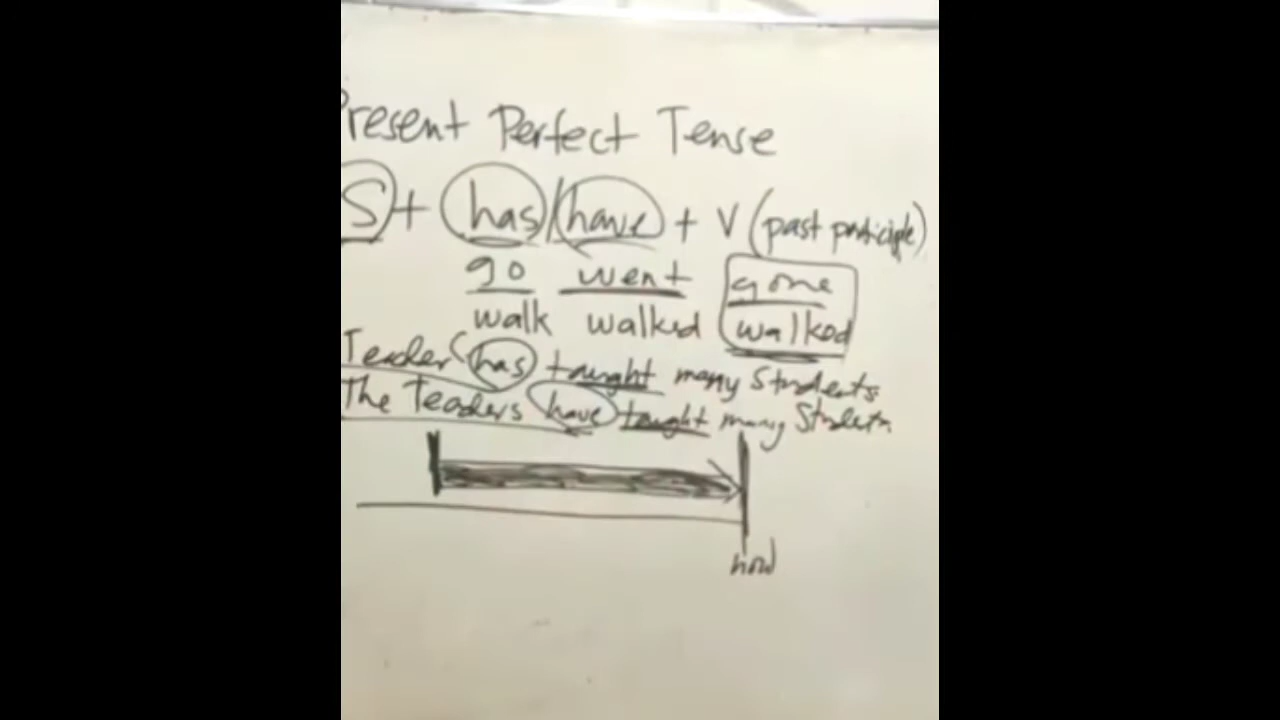 Present Perfect Tense
S + has/have + V (past participle)
go went gone
walk walked walked
Teacher has taught many students.
The Teachers have taught many students.
now